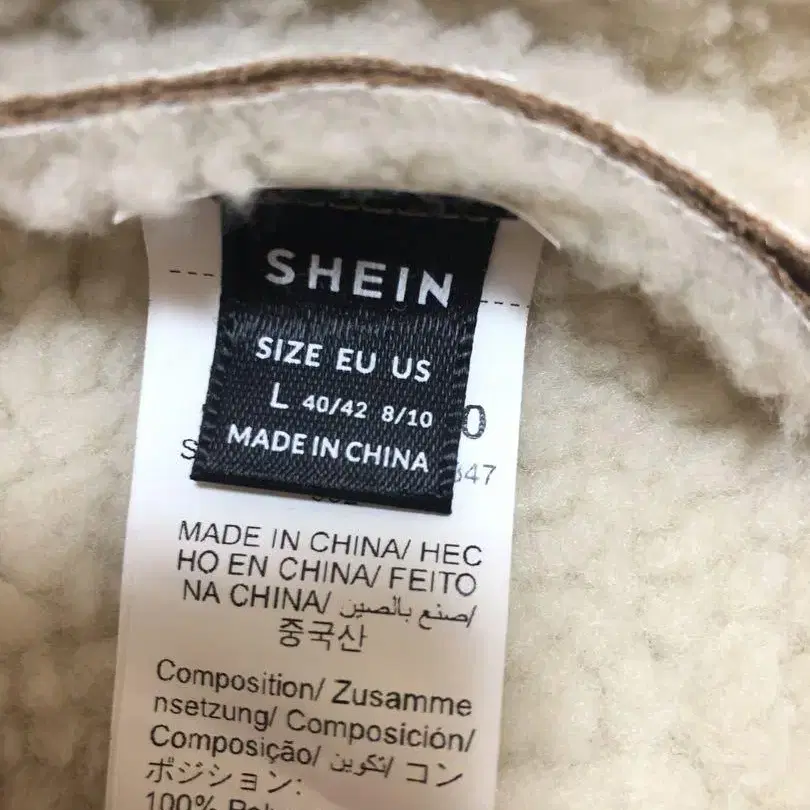 SHEIN
SIZE EU US
L 40/42 8/10
MADE IN CHINA
MADE IN CHINA/ HEC
HO EN CHINA/ FEITO
NA CHINA/ صنع بالصين/
중국산
Composition/ Zusamme
nsetzung/ Composición/
Composição/ تكوين/ コン
ポジション:
100%